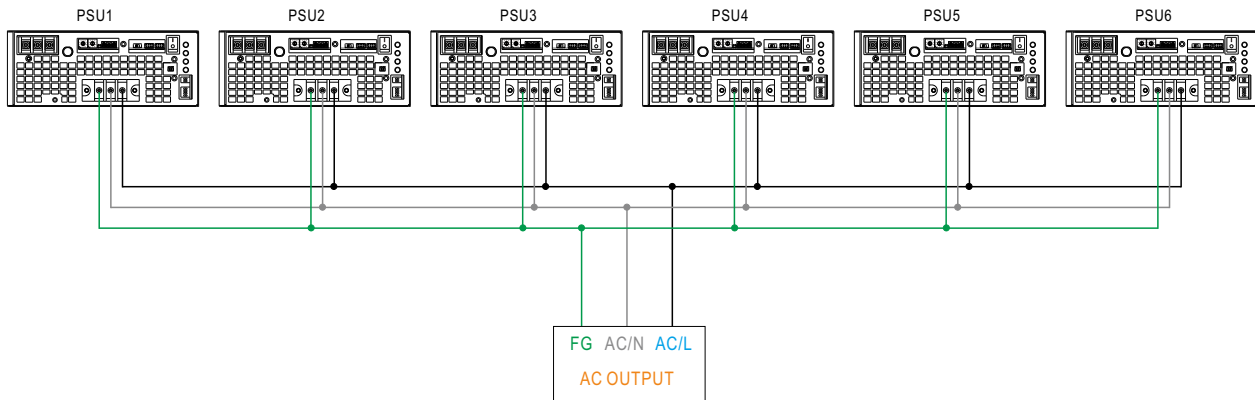 PSU1 PSU2 PSU3 PSU4 PSU5 PSU6
FG AC/N AC/L
AC OUTPUT